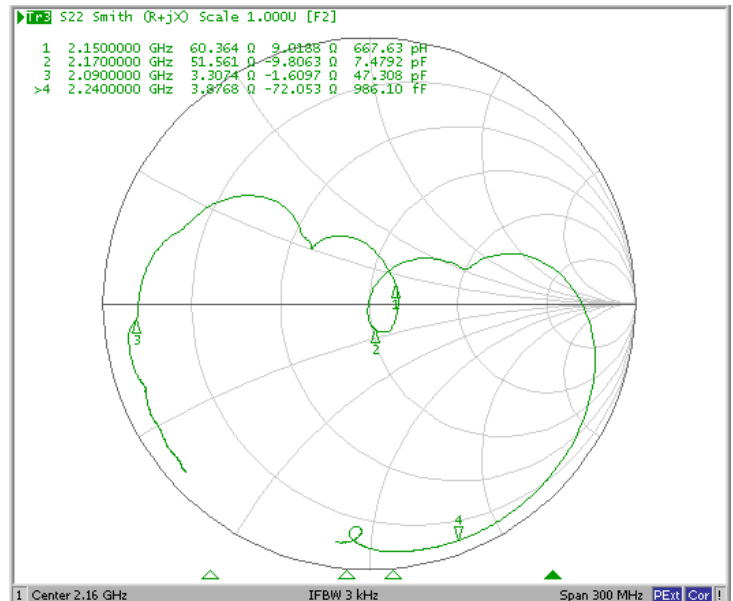 Tr3 S22 Smith (R+jX) Scale 1.000U [F2]
1 2.1500000 GHz 60.364 Ω 9.0188 Ω 667.63 pH
2 2.1700000 GHz 51.561 Ω -9.8063 Ω 7.4792 pF
3 2.0900000 GHz 3.3074 Ω -1.6097 Ω 47.308 pF
>4 2.2400000 GHz 3.8768 Ω -72.053 Ω 986.10 fF
1
3
2
4
1 Center 2.16 GHz IFBW 3 kHz Span 300 MHz PExt Cor !